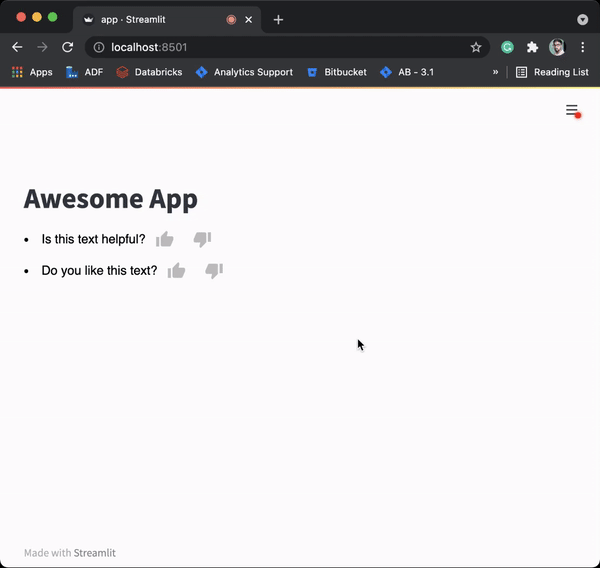 app · Streamlit
localhost:8501
Apps ADF Databricks Analytics Support Bitbucket AB - 3.1 » Reading List
Awesome App
• Is this text helpful?
• Do you like this text?
Made with Streamlit